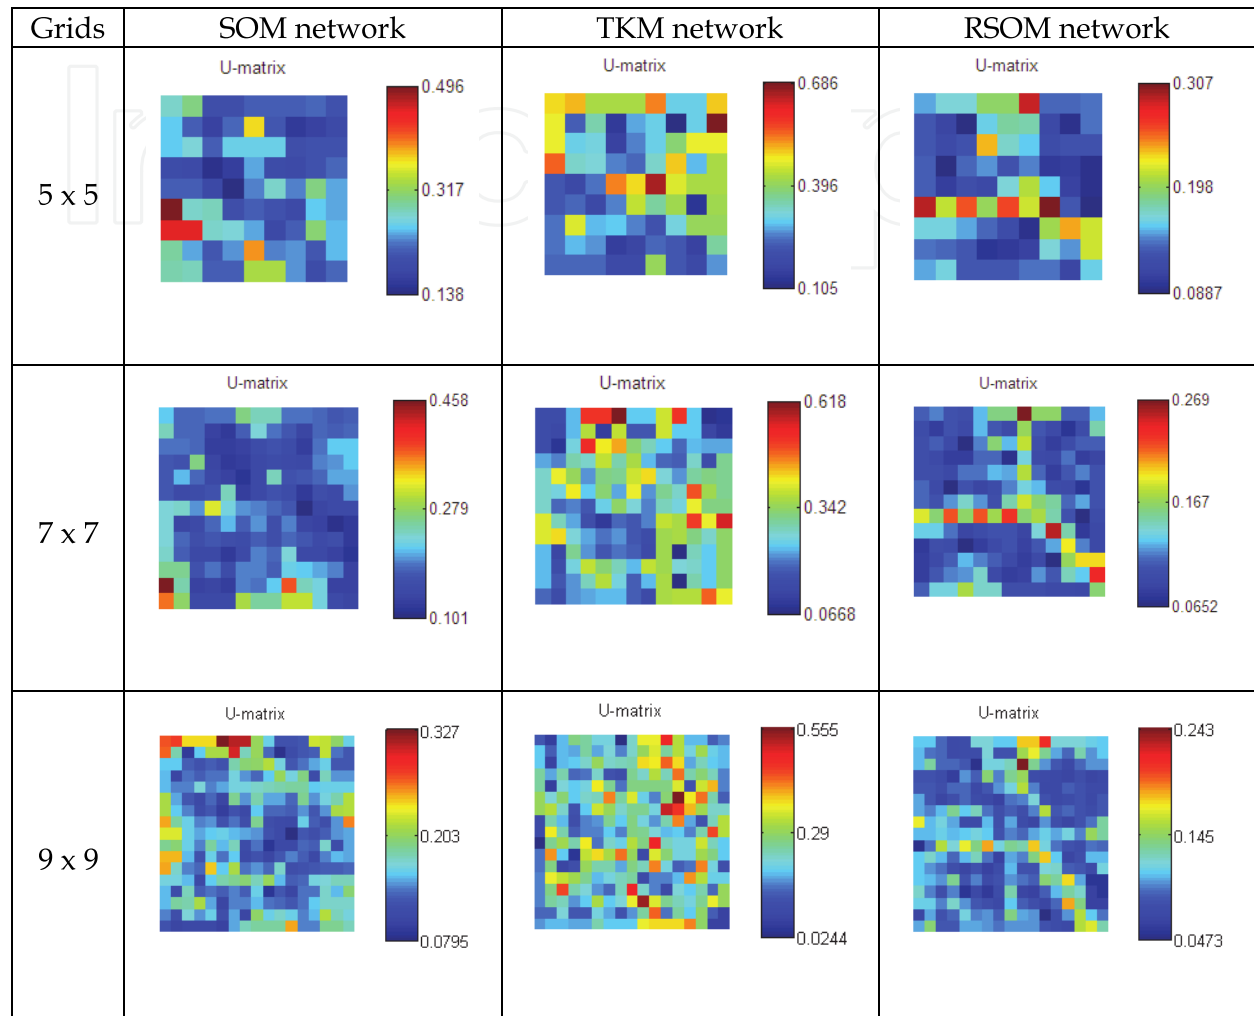 Grids SOM network TKM network RSOM network
5 x 5
U-matrix
0.496
0.317
0.138
U-matrix
0.686
0.396
0.105
U-matrix
0.307
0.198
0.0887
7 x 7
U-matrix
0.458
0.279
0.101
U-matrix
0.618
0.342
0.0668
U-matrix
0.269
0.167
0.0652
9 x 9
U-matrix
0.327
0.203
0.0795
U-matrix
0.555
0.29
0.0244
U-matrix
0.243
0.145
0.0473